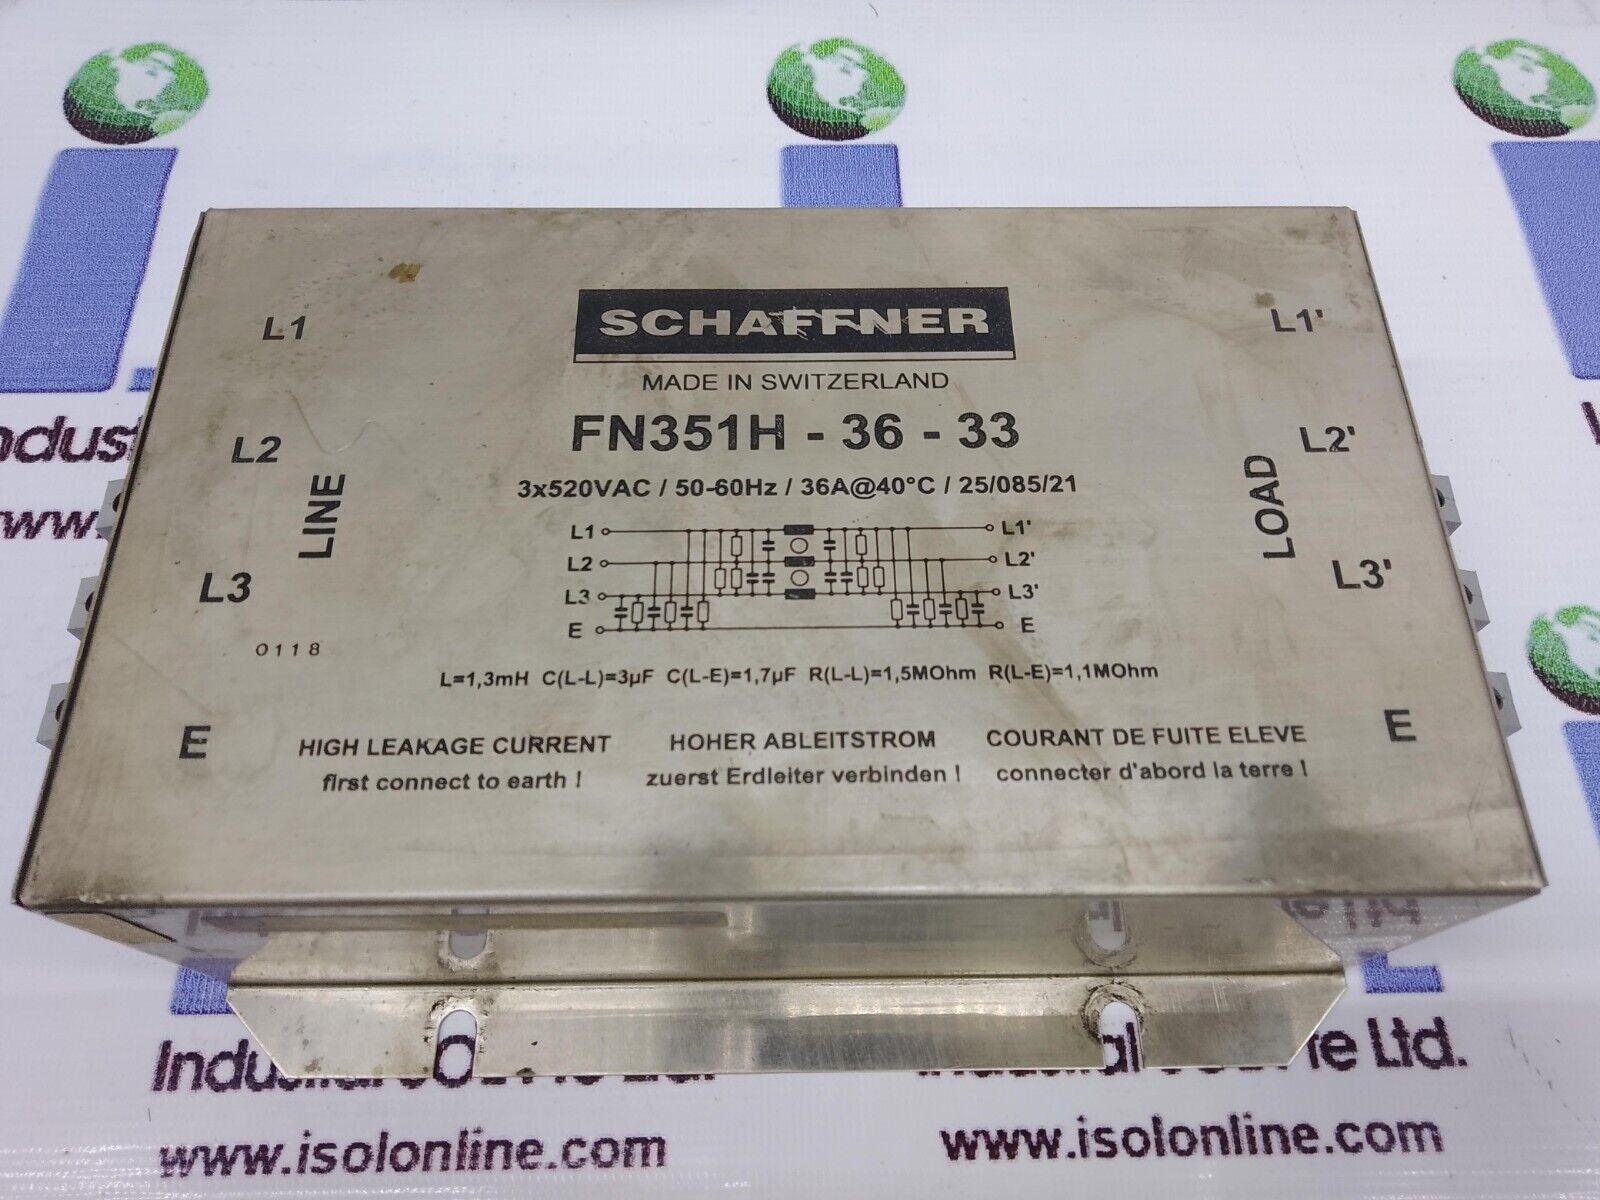 SCHAFFNER
MADE IN SWITZERLAND
FN351H - 36 - 33
3x520VAC / 50-60Hz / 36A@40°C / 25/085/21
L1
L2
L3
E
LINE
0118
L1'
L2'
L3'
E
LOAD
L1
L2
L3
E
L1'
L2'
L3'
E
L=1,3mH C(L-L)=3µF C(L-E)=1,7µF R(L-L)=1,5MOhm R(L-E)=1,1MOhm
HIGH LEAKAGE CURRENT
first connect to earth !
HOHER ABLEITSTROM
zuerst Erdleiter verbinden !
COURANT DE FUITE ELEVE
connecter d'abord la terre !
Ltd.
www.isolonline.com
www.isolonline.com